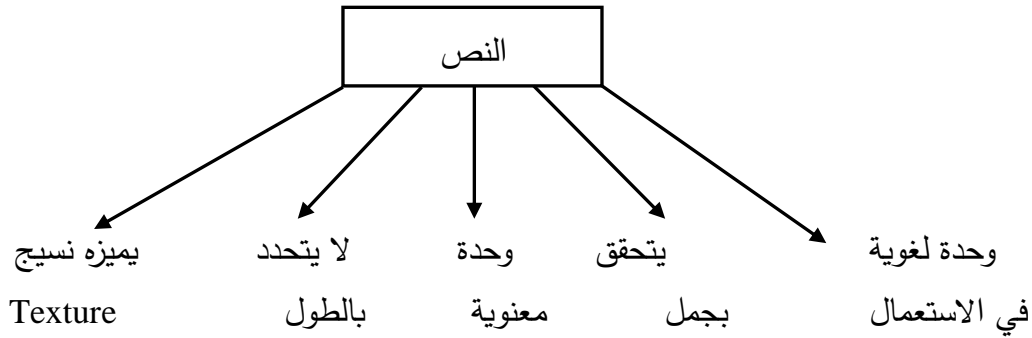 النص
وحدة لغوية يتحقق وحدة لا يتحدد يميزه نسيج
في الاستعمال بجمل معنوية بالطول Texture